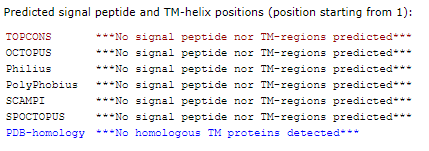 Predicted signal peptide and TM-helix positions (position starting from 1):
TOPCONS ***No signal peptide nor TM-regions predicted***
OCTOPUS ***No signal peptide nor TM-regions predicted***
Philius ***No signal peptide nor TM-regions predicted***
PolyPhobius ***No signal peptide nor TM-regions predicted***
SCAMPI ***No signal peptide nor TM-regions predicted***
SPOCTOPUS ***No signal peptide nor TM-regions predicted***
PDB-homology ***No homologous TM proteins detected***